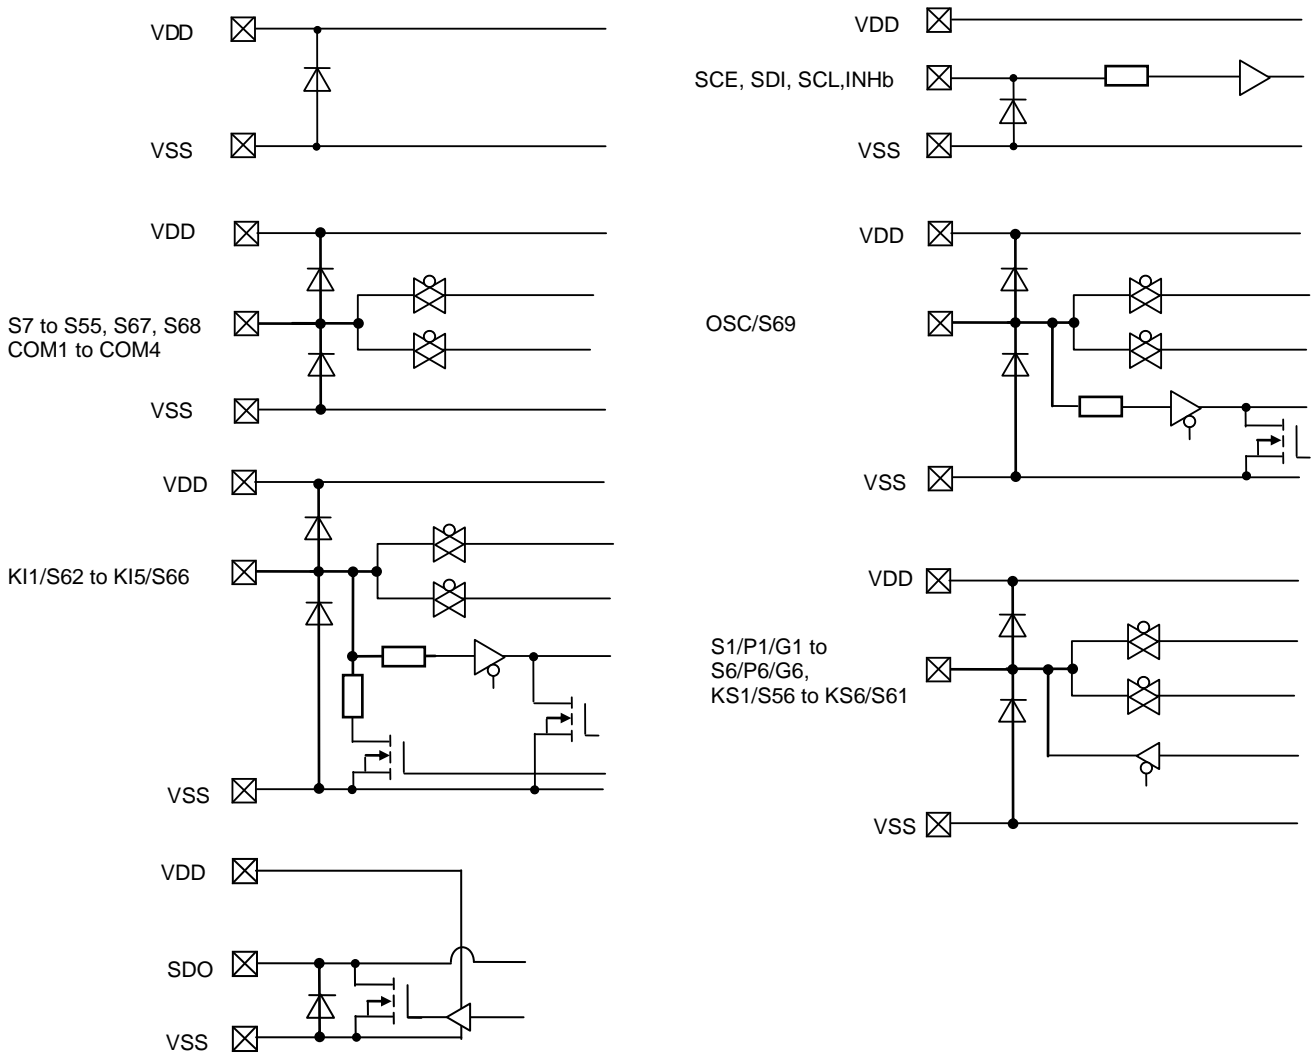 VDD
VSS
VDD
SCE, SDI, SCL,INHb
VSS
VDD
S7 to S55, S67, S68
COM1 to COM4
VSS
VDD
OSC/S69
VSS
VDD
KI1/S62 to KI5/S66
VSS
VDD
S1/P1/G1 to
S6/P6/G6,
KS1/S56 to KS6/S61
VSS
VDD
SDO
VSS